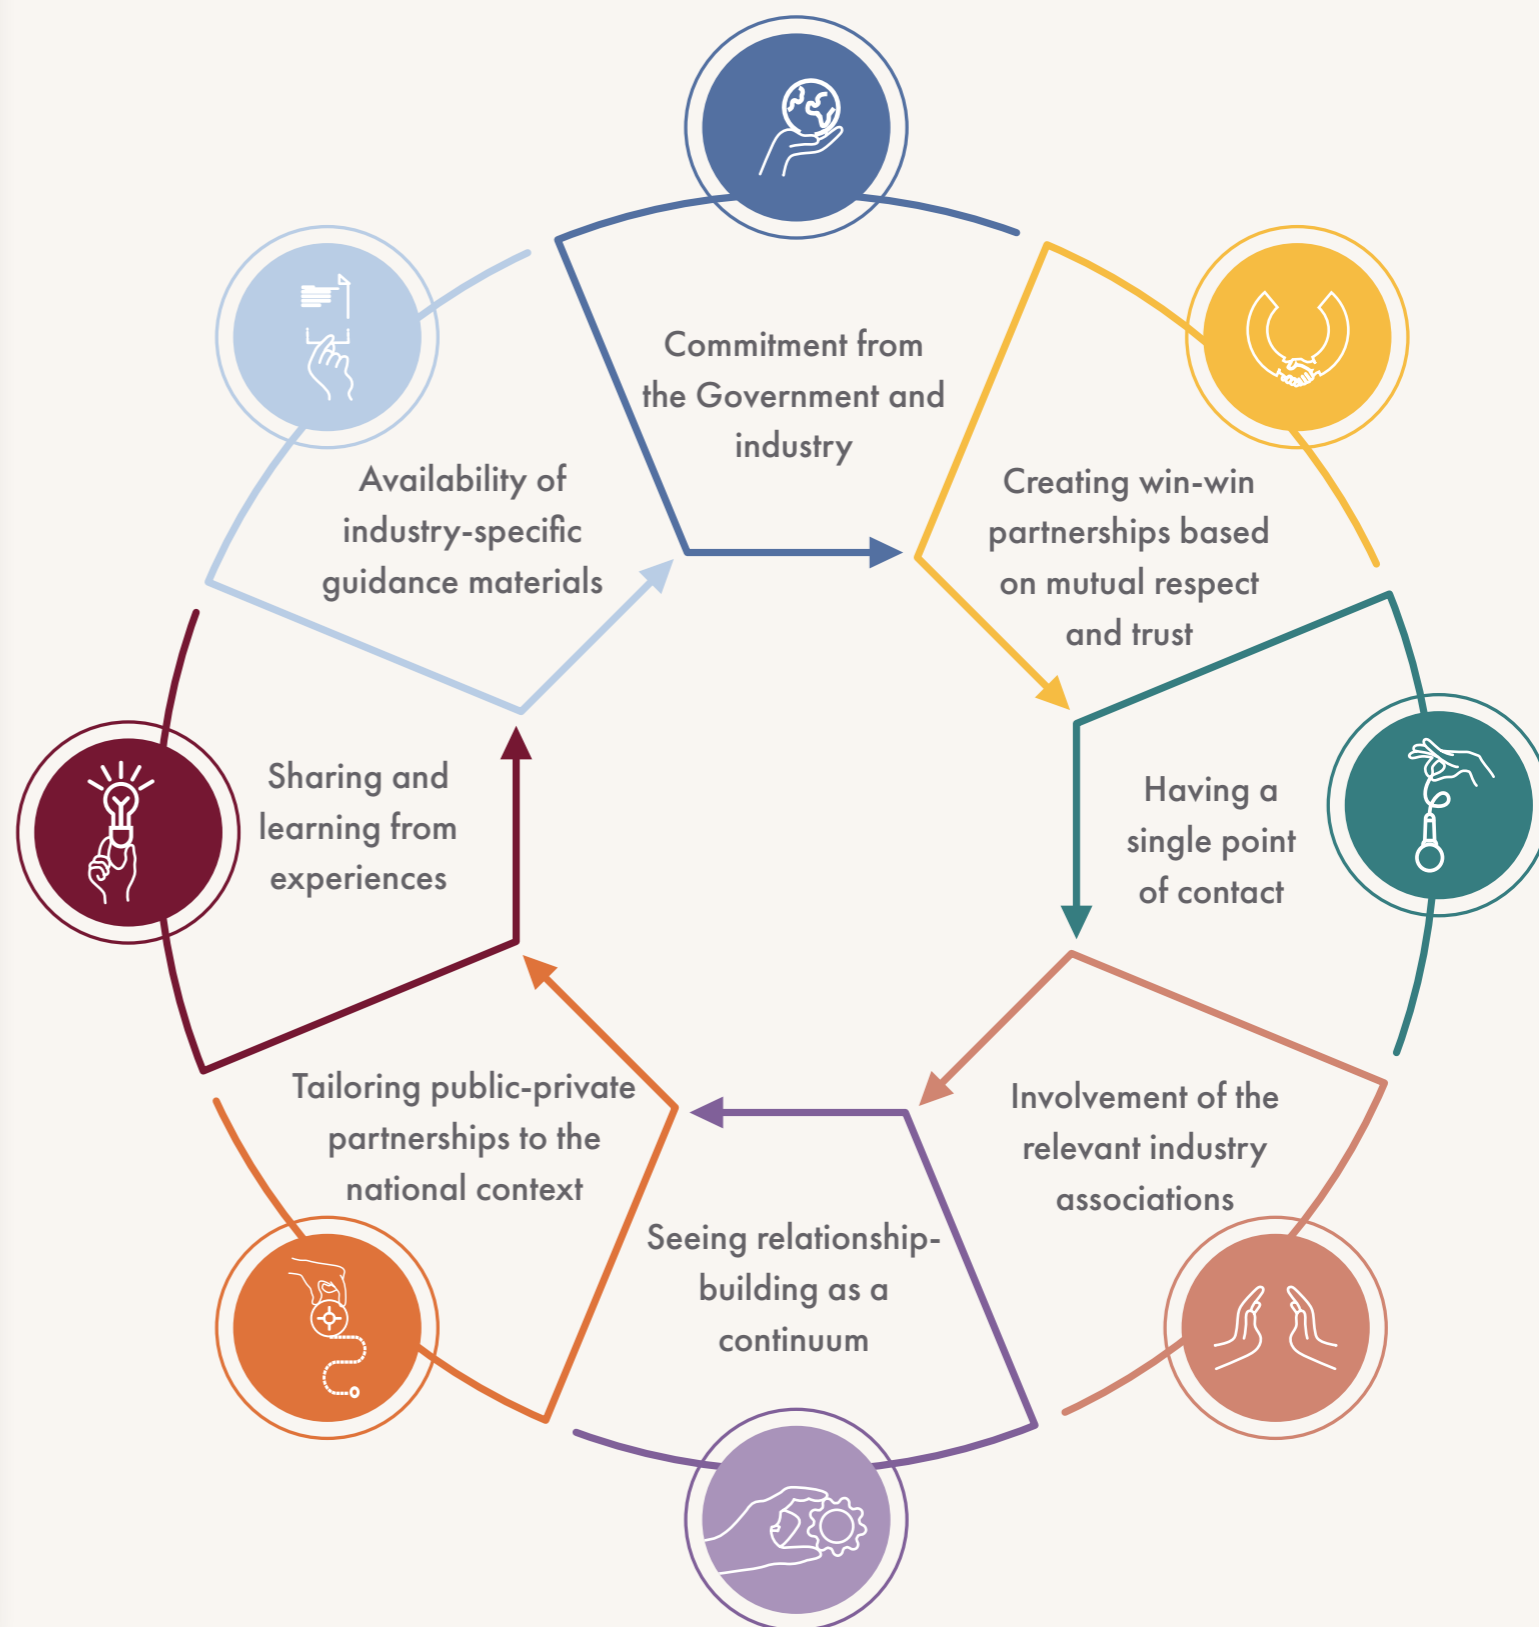 Commitment from
the Government and
industry
Creating win-win
partnerships based
on mutual respect
and trust
Having a
single point
of contact
Involvement of the
relevant industry
associations
Seeing relationship-
building as a
continuum
Tailoring public-private
partnerships to the
national context
Sharing and
learning from
experiences
Availability of
industry-specific
guidance materials